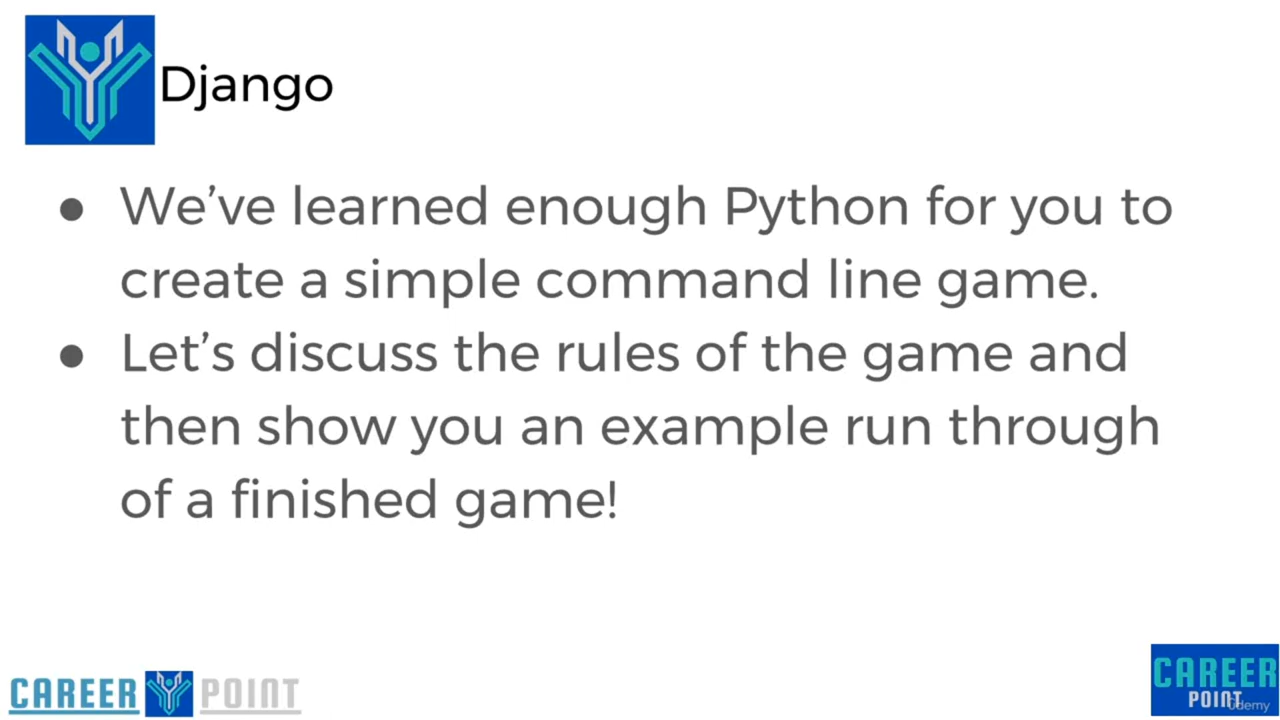 Django
● We’ve learned enough Python for you to
create a simple command line game.
● Let’s discuss the rules of the game and
then show you an example run through
of a finished game!
CAREER POINT
CAREER
POINT
Udemy